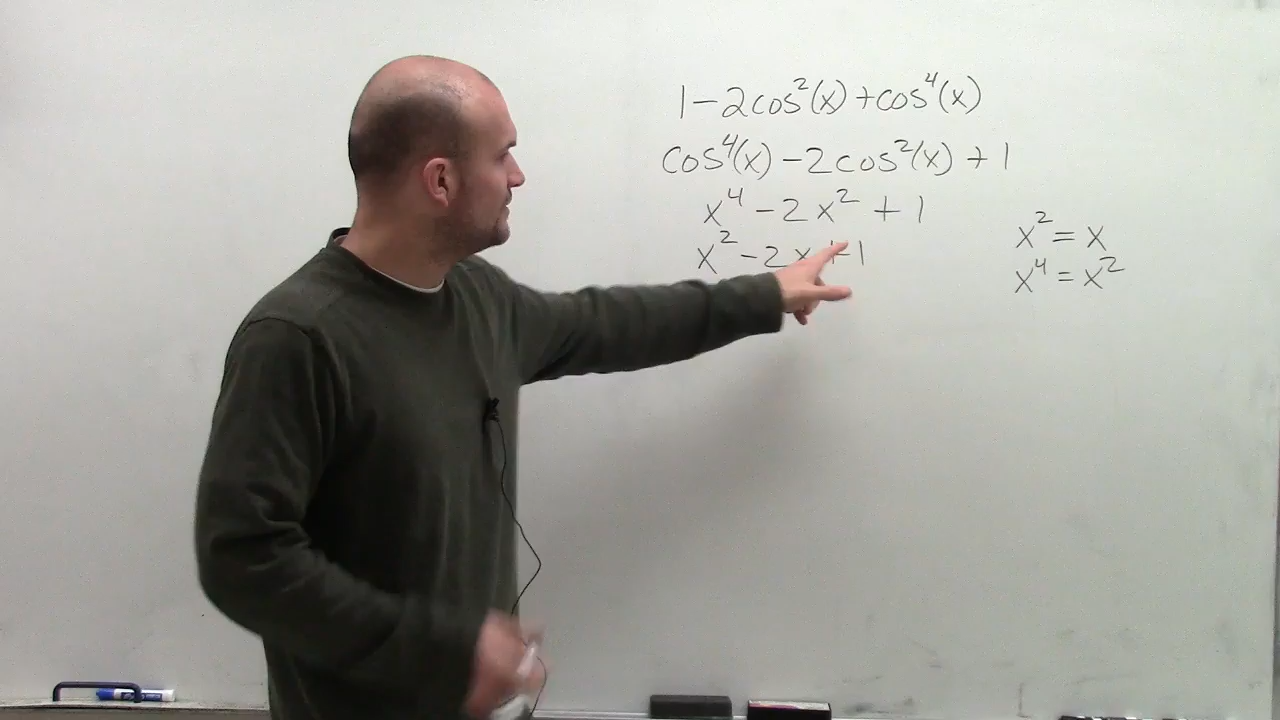 1 - 2cos²(x) + cos⁴(x)
cos⁴(x) - 2cos²(x) + 1
x⁴ - 2x² + 1
x² - 2x + 1
x² = x
x⁴ = x²